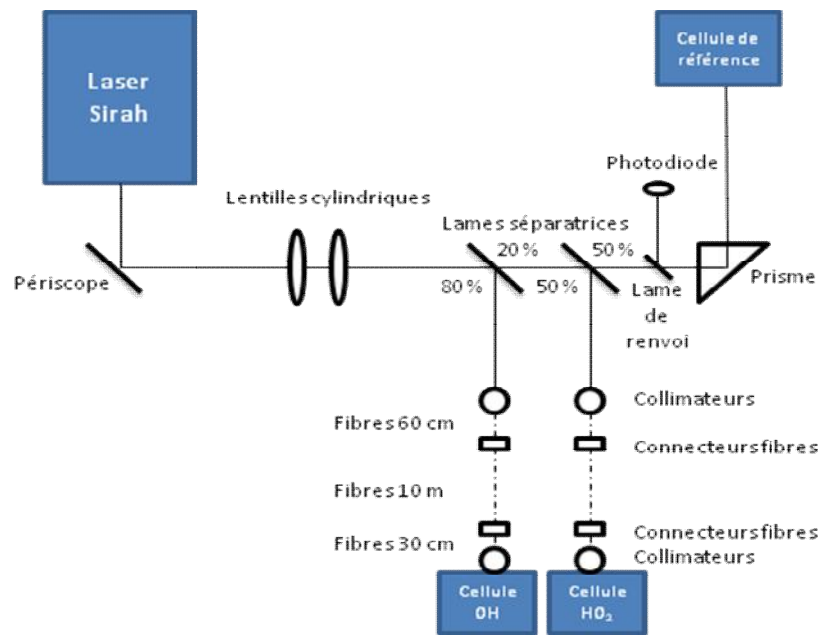 Laser
Sirah
Cellule de
référence
Photodiode
Lentilles cylindriques
Lames séparatrices
20 %
50 %
Périscope
80 %
50 %
Lame
de
renvoi
Prisme
Collimateurs
Fibres 60 cm
Connecteurs fibres
Fibres 10 m
Connecteurs fibres
Fibres 30 cm
Collimateurs
Cellule
OH
Cellule
HO₂